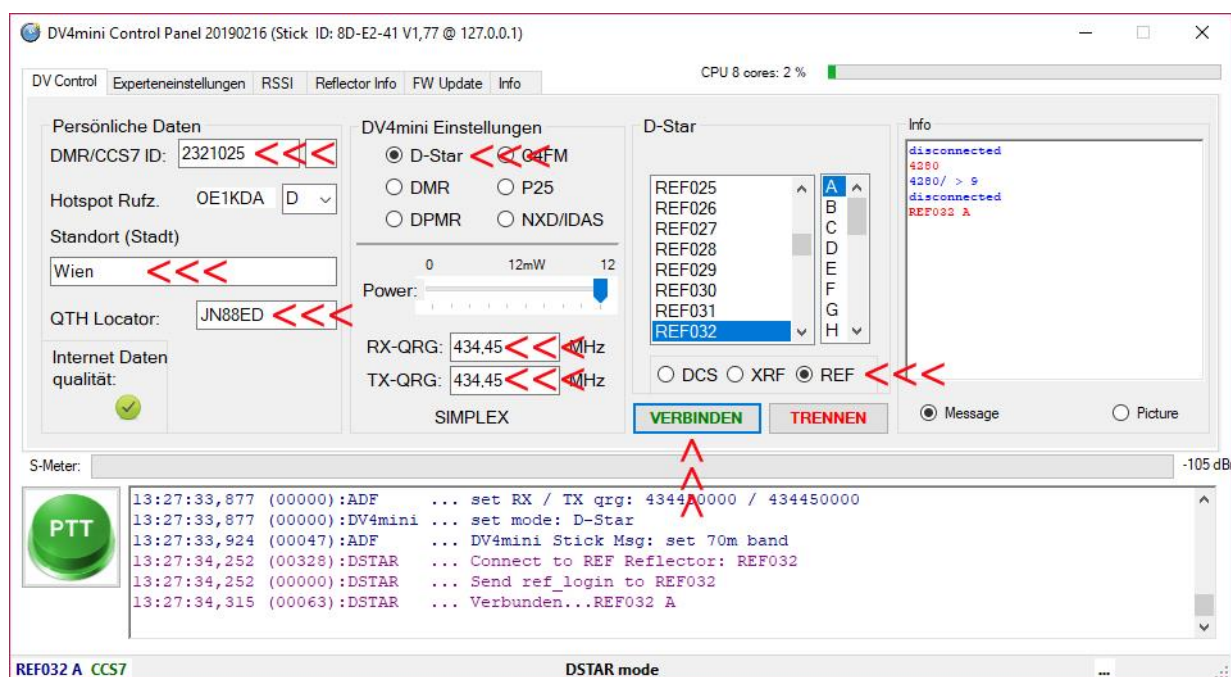 DV4mini Control Panel 20190216 (Stick ID: 8D-E2-41 V1,77 @ 127.0.0.1)
CPU 8 cores: 2 %
DV Control Experteneinstellungen RSSI Reflector Info FW Update Info
Persönliche Daten
DMR/CCS7 ID: 2321025 <<<
Hotspot Rufz. OE1KDA D
Standort (Stadt)
Wien <<<
QTH Locator: JN88ED <<<
Internet Daten
qualität:
DV4mini Einstellungen
D-Star <<< C4FM
DMR P25
DPMR NXD/IDAS
0 12mW 12
Power:
RX-QRG: 434,45 <<< MHz
TX-QRG: 434,45 <<< MHz
SIMPLEX
D-Star
REF025 A
REF026 B
REF027 C
REF028 D
REF029 E
REF030 F
REF031 G
REF032 H
DCS XRF REF <<<
VERBINDEN TRENNEN
Info
disconnected
4280
4280/ > 9
disconnected
REF032 A
Message Picture
S-Meter: -105
PTT
13:27:33,877 (00000):ADF ... set RX / TX qrg: 434450000 / 434450000
13:27:33,877 (00000):DV4mini ... set mode: D-Star
13:27:33,924 (00047):ADF ... DV4mini Stick Msg: set 70m band
13:27:34,252 (00328):DSTAR ... Connect to REF Reflector: REF032
13:27:34,252 (00000):DSTAR ... Send ref_login to REF032
13:27:34,315 (00063):DSTAR ... Verbunden...REF032 A
REF032 A CCS7 DSTAR mode ...